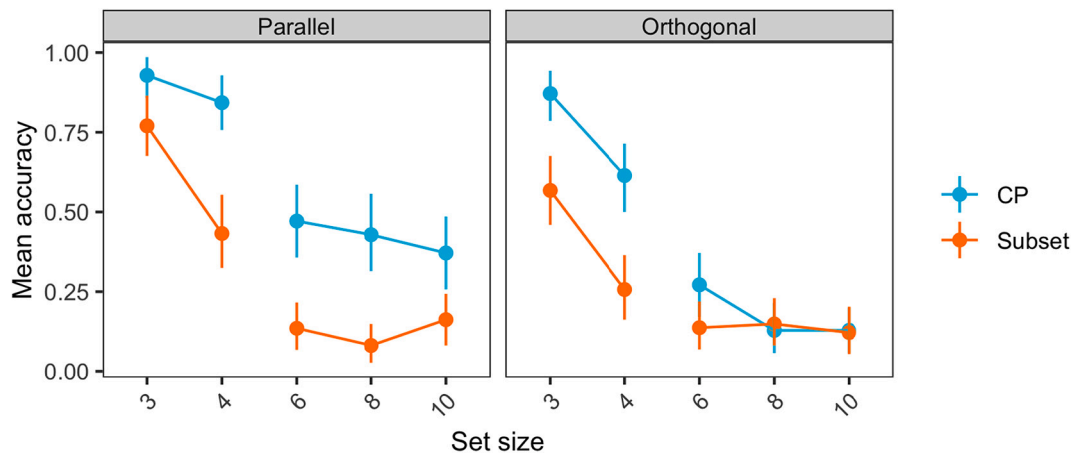 Parallel
Orthogonal
Mean accuracy
1.00
0.75
0.50
0.25
0.00
3 4 6 8 10
3 4 6 8 10
Set size
CP
Subset